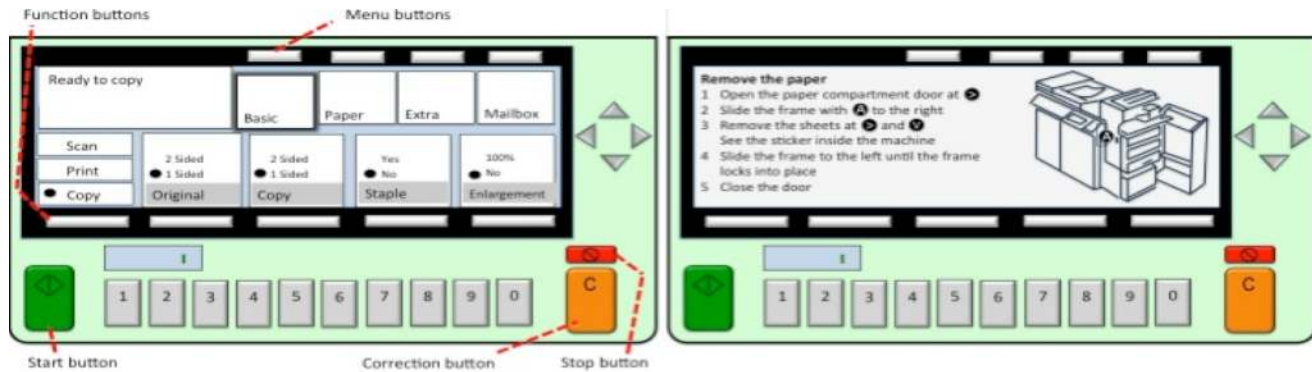 Function buttons
Menu buttons
Ready to copy
Basic
Paper
Extra
Mailbox
Scan
Print
Copy
2 Sided
1 Sided
Original
2 Sided
1 Sided
Copy
Yes
No
Staple
100%
No
Enlargement
1 2 3 4 5 6 7 8 9 0
C
Start button
Correction button
Stop button
Remove the paper
1 Open the paper compartment door at >
2 Slide the frame with A to the right
3 Remove the sheets at > and V
See the sticker inside the machine
4 Slide the frame to the left until the frame
locks into place
5 Close the door
A
1 2 3 4 5 6 7 8 9 0
C